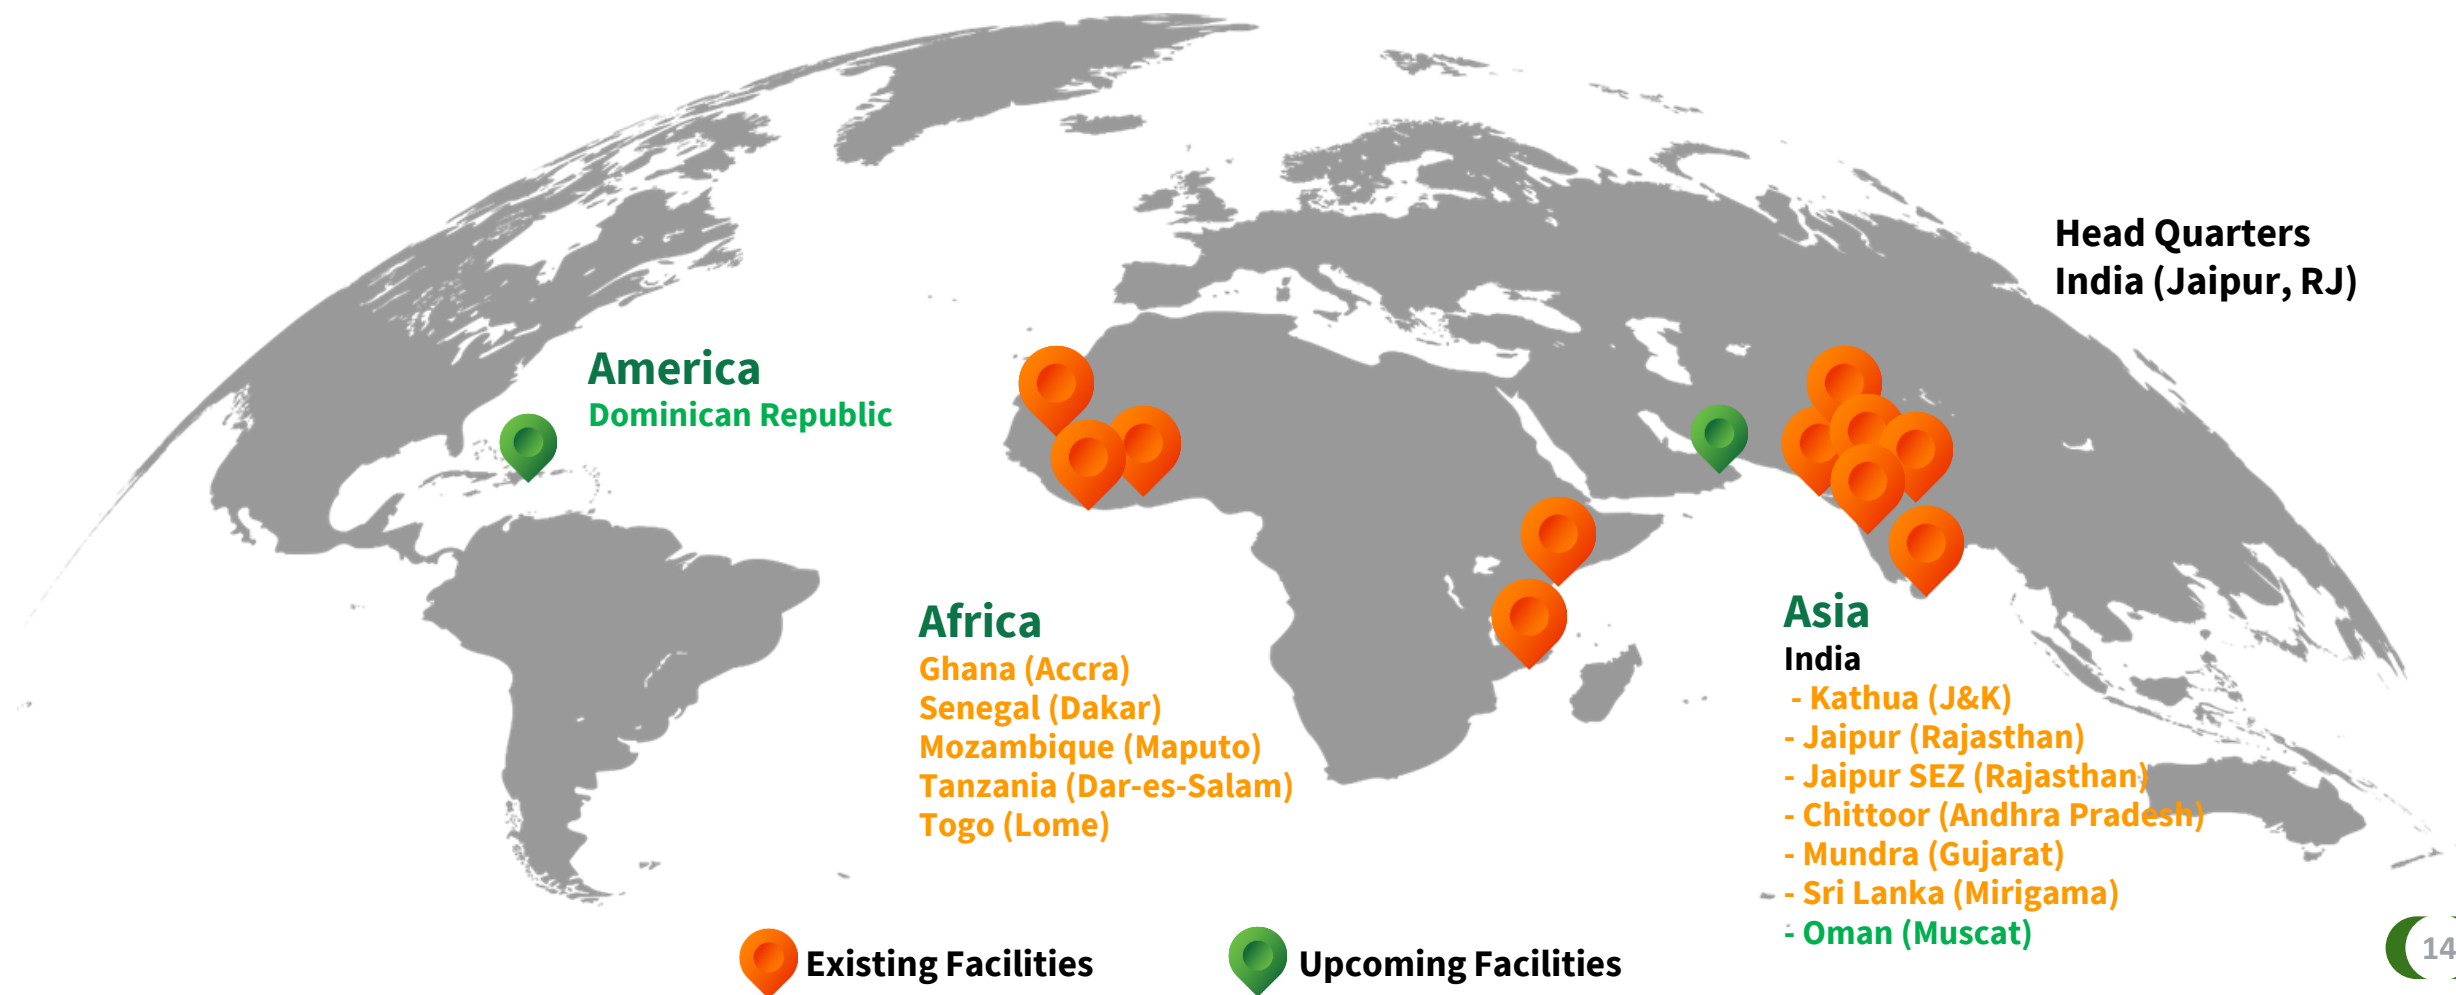 Head Quarters
India (Jaipur, RJ)
America
Dominican Republic
Africa
Ghana (Accra)
Senegal (Dakar)
Mozambique (Maputo)
Tanzania (Dar-es-Salam)
Togo (Lome)
Asia
India
- Kathua (J&K)
- Jaipur (Rajasthan)
- Jaipur SEZ (Rajasthan)
- Chittoor (Andhra Pradesh)
- Mundra (Gujarat)
- Sri Lanka (Mirigama)
- Oman (Muscat)
Existing Facilities
Upcoming Facilities
14